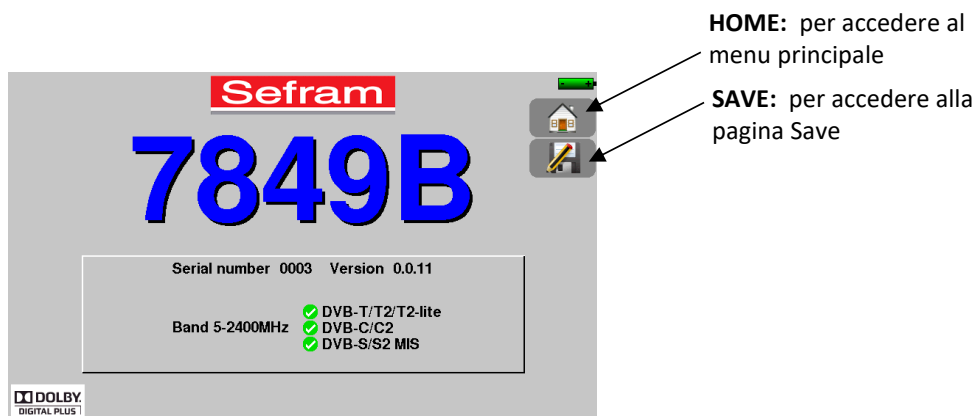 HOME: per accedere al
menu principale
SAVE: per accedere alla
pagina Save
Sefram
7849B
Serial number 0003 Version 0.0.11
Band 5-2400MHz
DVB-T/T2/T2-lite
DVB-C/C2
DVB-S/S2 MIS
DOLBY.
DIGITAL PLUS